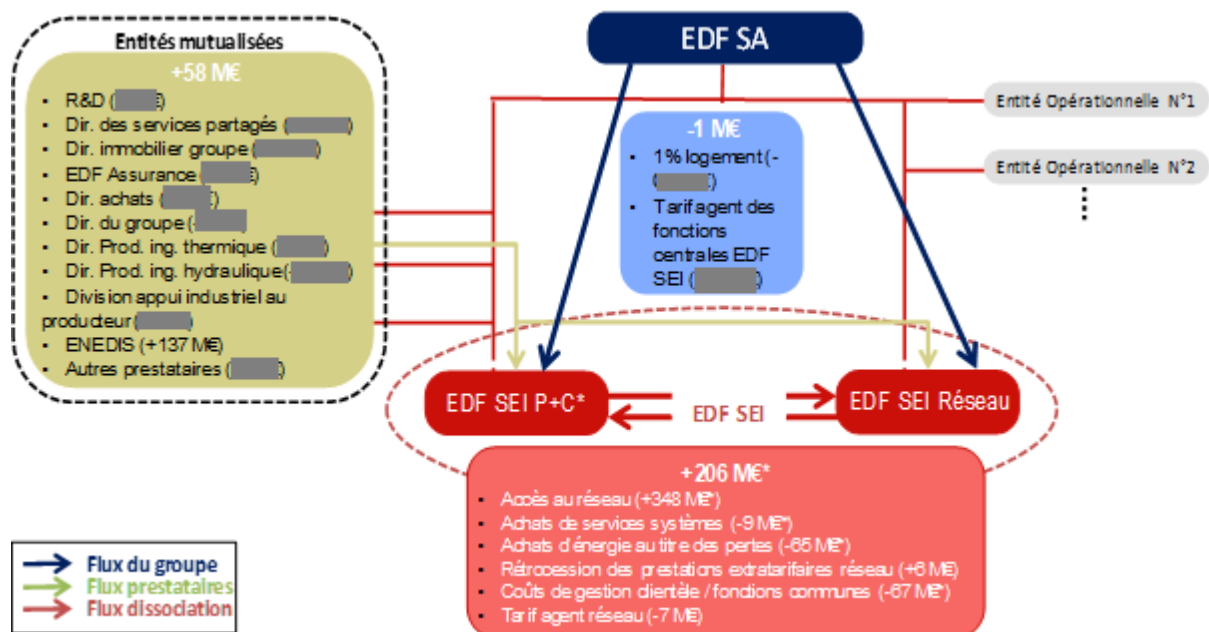 Entités mutualisées
+58 M€
• R&D (€)
• Dir. des services partagés ()
• Dir. immobilier groupe ()
• EDF Assurance (€)
• Dir. achats (€)
• Dir. du groupe (-)
• Dir. Prod. ing. thermique ()
• Dir. Prod. ing. hydraulique(-)
• Division appui industriel au
producteur ()
• ENEDIS (+137 M€)
• Autres prestataires ()
EDF SA
-1 M€
• 1% logement (-
€)
• Tarif agent des
fonctions
centrales EDF
SEI ()
Entité Opérationnelle N°1
Entité Opérationnelle N°2
EDF SEI P+C*
EDF SEI
EDF SEI Réseau
+206 M€*
• Accès au réseau (+348 M€*)
• Achats de services systèmes (-9 M€*)
• Achats d'énergie au titre des pertes (-65 M€*)
• Rétrocession des prestations extratarifaires réseau (+6 M€)
• Coûts de gestion clientèle / fonctions communes (-67 M€*)
• Tarif agent réseau (-7 M€)
Flux du groupe
Flux prestataires
Flux dissociation